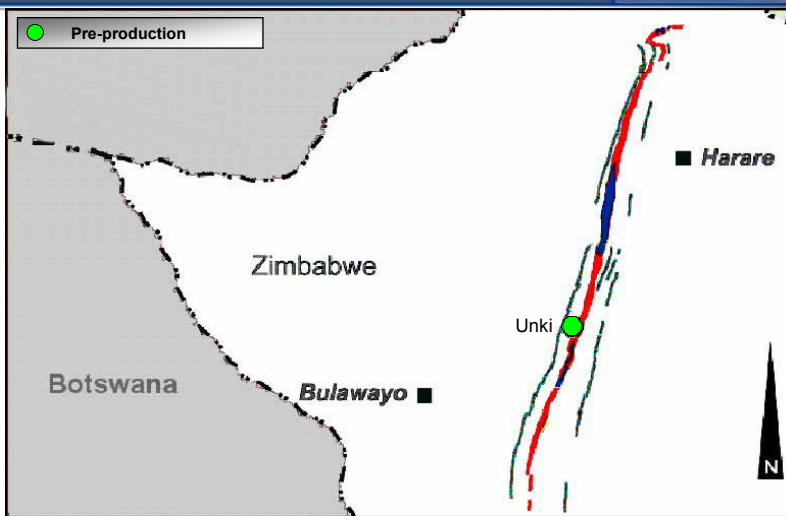 Pre-production
Harare
Zimbabwe
Unki
Botswana
Bulawayo
N